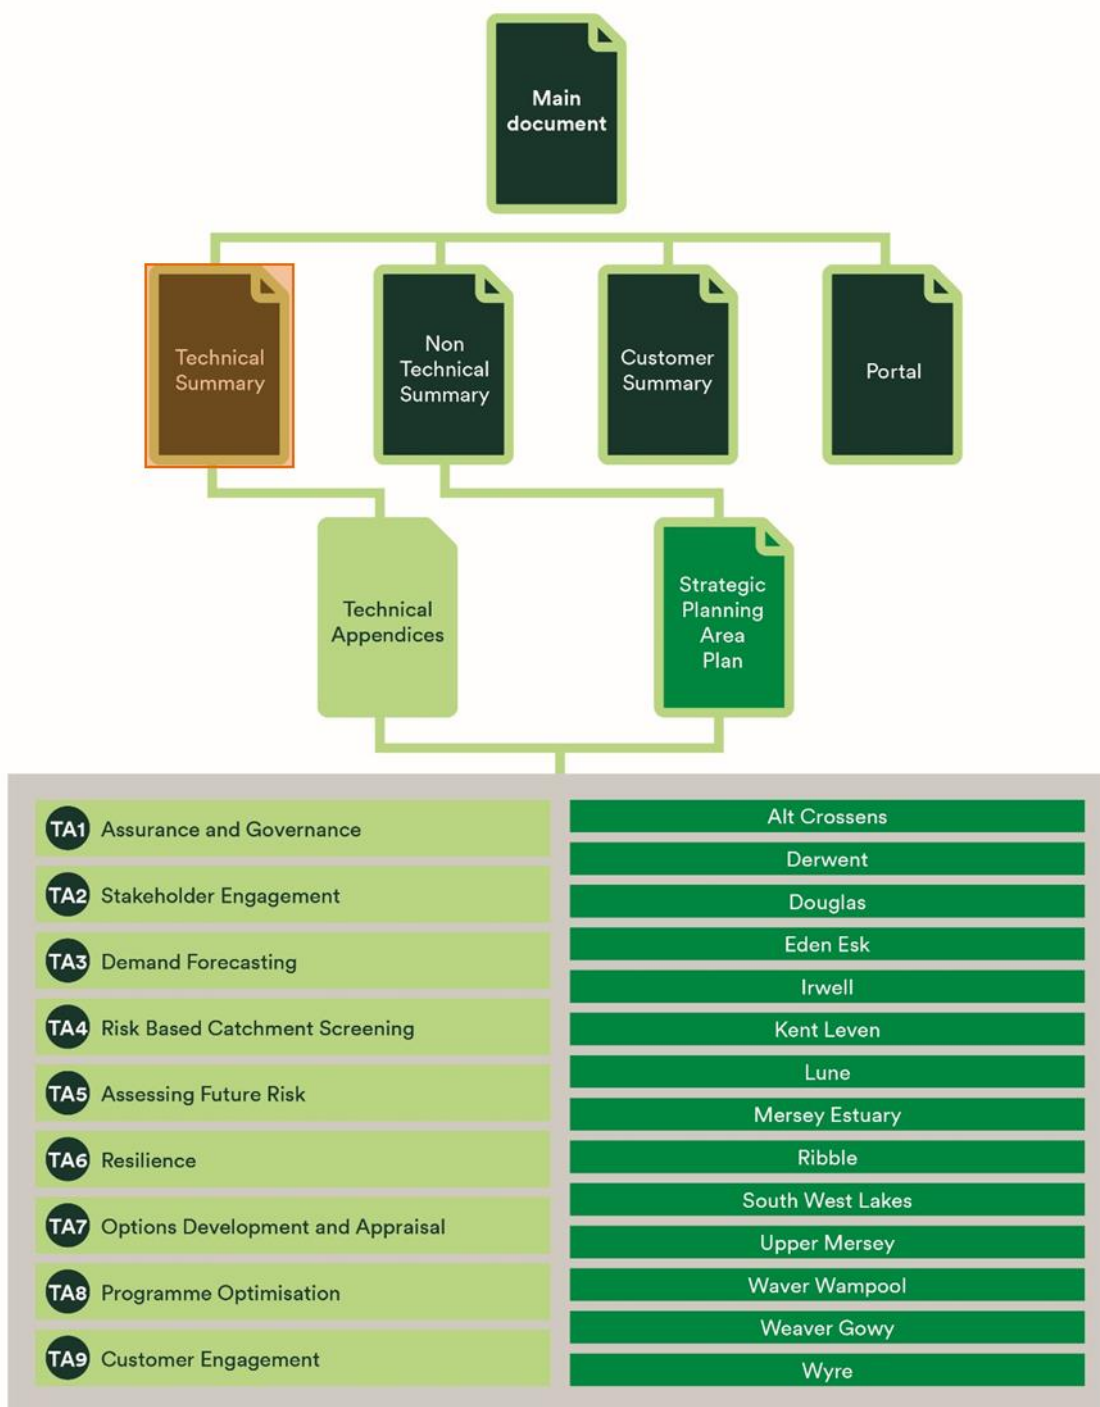 Main
document
Technical
Summary
Non
Technical
Summary
Customer
Summary
Portal
Technical
Appendices
Strategic
Planning
Area
Plan
TA1 Assurance and Governance
TA2 Stakeholder Engagement
TA3 Demand Forecasting
TA4 Risk Based Catchment Screening
TA5 Assessing Future Risk
TA6 Resilience
TA7 Options Development and Appraisal
TA8 Programme Optimisation
TA9 Customer Engagement
Alt Crossens
Derwent
Douglas
Eden Esk
Irwell
Kent Leven
Lune
Mersey Estuary
Ribble
South West Lakes
Upper Mersey
Waver Wampool
Weaver Gowy
Wyre